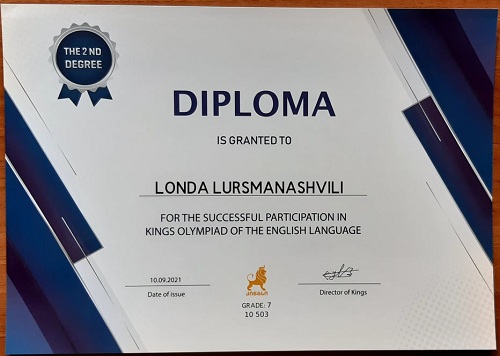 THE 2 ND
DEGREE
DIPLOMA
IS GRANTED TO
LONDA LURSMANASHVILI
FOR THE SUCCESSFUL PARTICIPATION IN
KINGS OLYMPIAD OF THE ENGLISH LANGUAGE
10.09.2021
Date of issue
Director of Kings
GRADE: 7
10 503